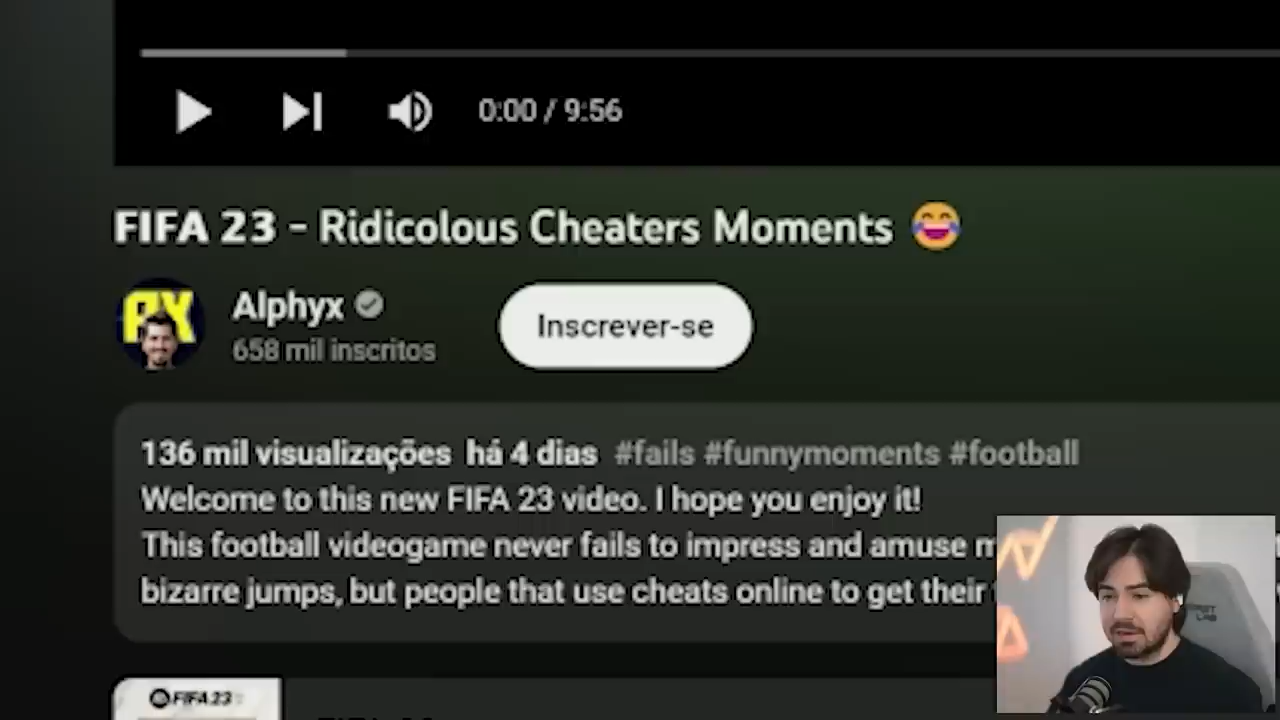 0:00 / 9:56
FIFA 23 - Ridicolous Cheaters Moments 😂
Alphyx
658 mil inscritos
Inscrever-se
136 mil visualizações há 4 dias #fails #funnymoments #football
Welcome to this new FIFA 23 video. I hope you enjoy it!
This football videogame never fails to impress and amuse
bizarre jumps, but people that use cheats online to get their
FIFA 23